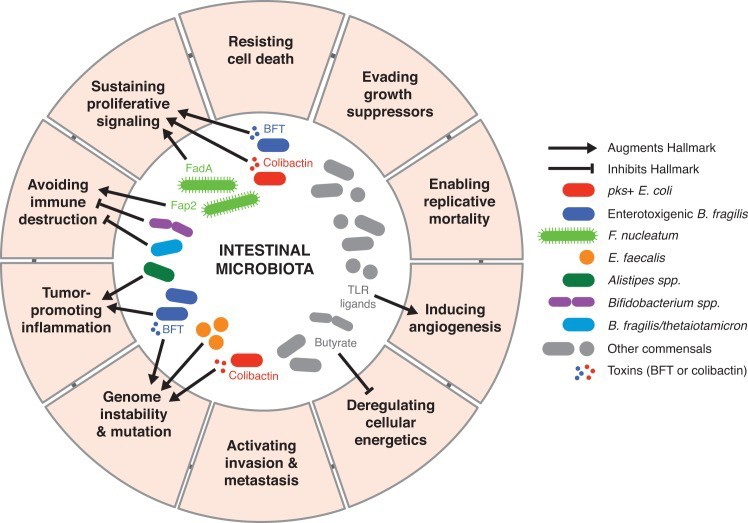 Resisting
cell death
Evading
growth
suppressors
Enabling
replicative
mortality
Inducing
angiogenesis
Deregulating
cellular
energetics
Activating
invasion &
metastasis
Genome
instability
& mutation
Tumor-
promoting
inflammation
Avoiding
immune
destruction
Sustaining
proliferative
signaling
BFT
Colibactin
FadA
Fap2
INTESTINAL
MICROBIOTA
TLR
ligands
Butyrate
BFT
Colibactin
Augments Hallmark
Inhibits Hallmark
pks+ E. coli
Enterotoxigenic B. fragilis
F. nucleatum
E. faecalis
Alistipes spp.
Bifidobacterium spp.
B. fragilis/thetaiotamicron
Other commensals
Toxins (BFT or colibactin)